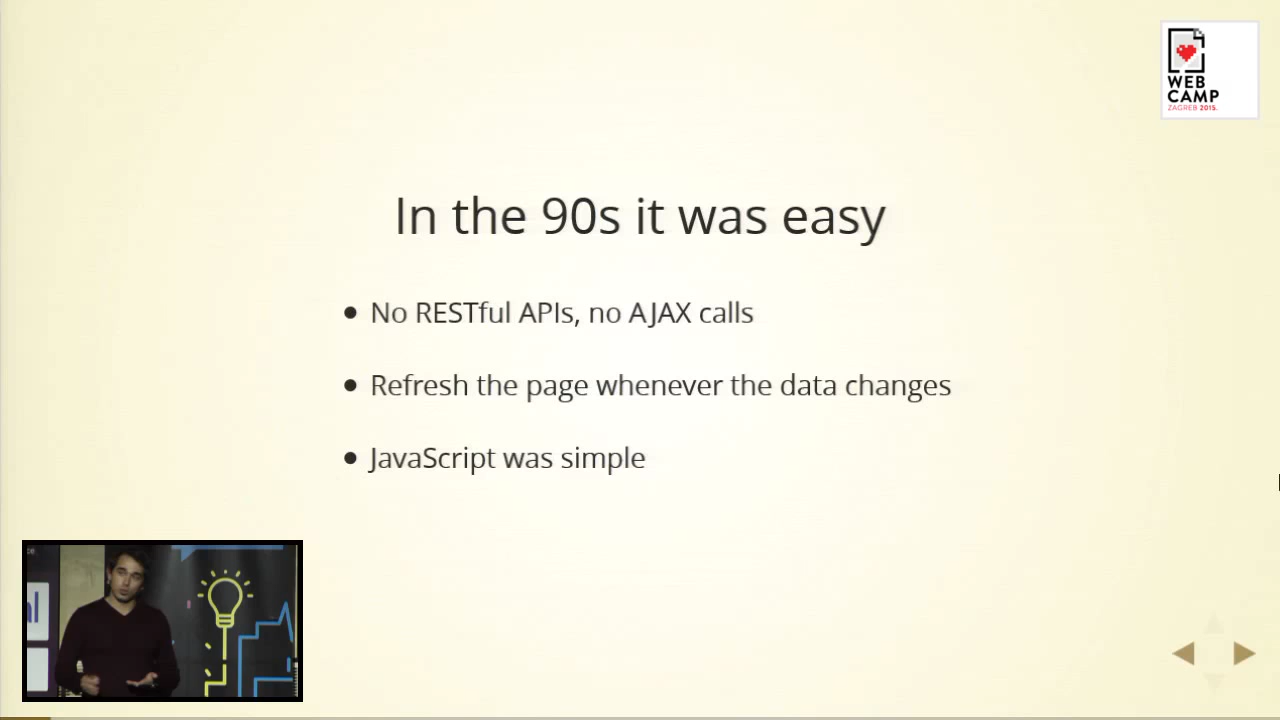 WEB
CAMP
ZAGREB 2015.
In the 90s it was easy
No RESTful APIs, no AJAX calls
Refresh the page whenever the data changes
JavaScript was simple